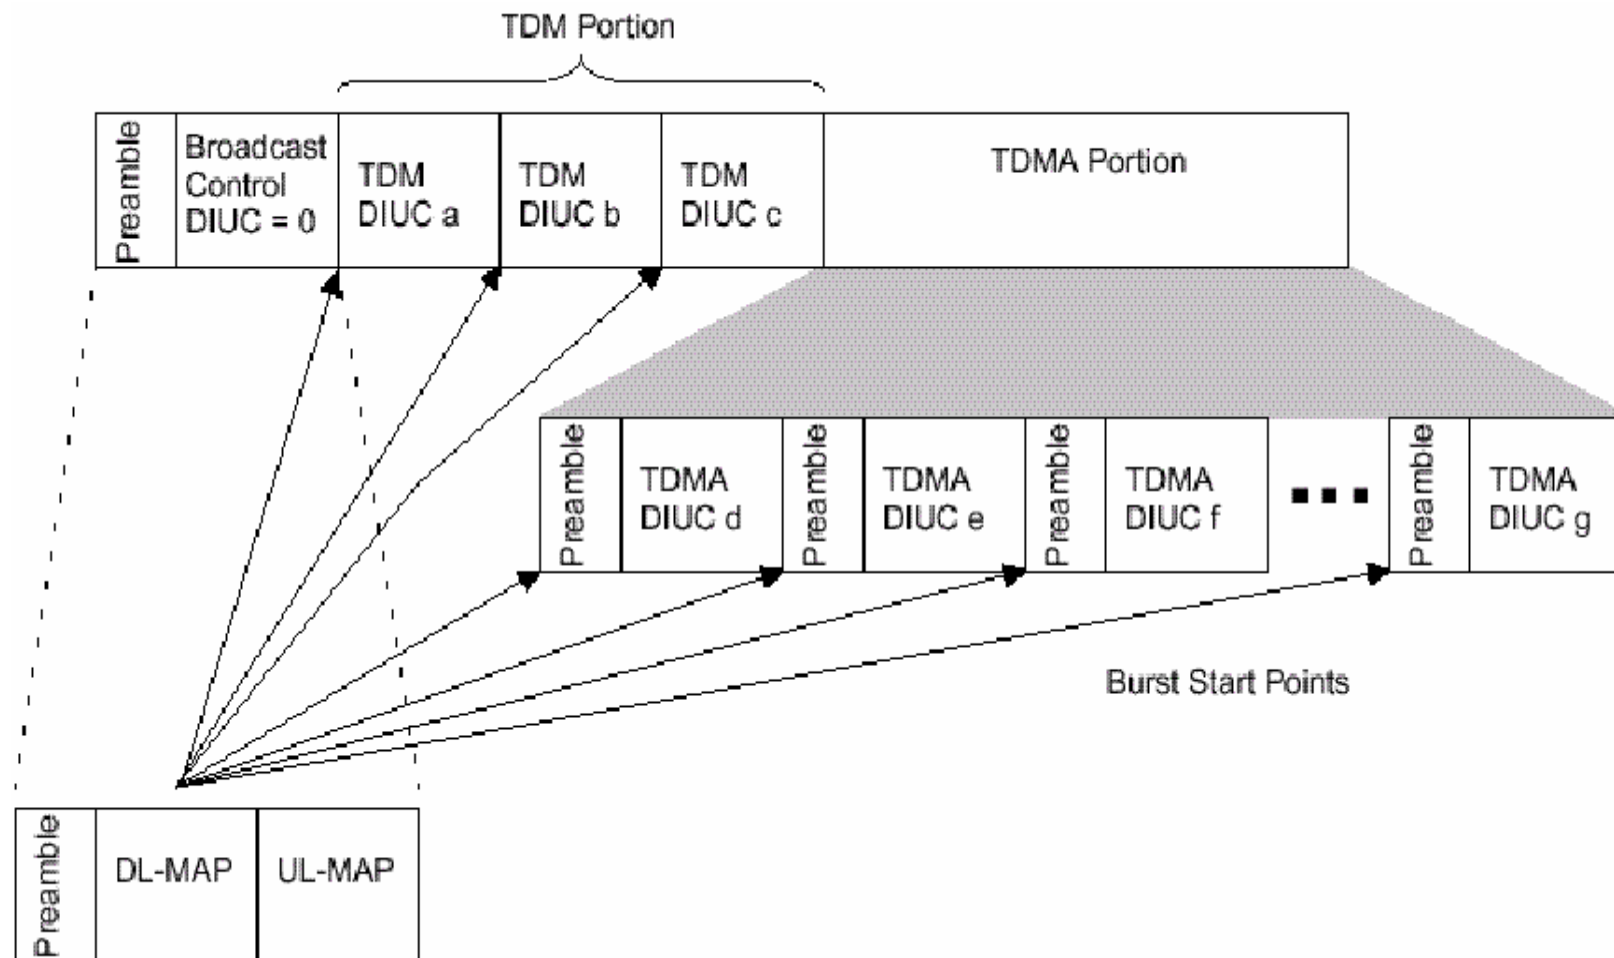 TDM Portion
Preamble
Broadcast
Control
DIUC = 0
TDM
DIUC a
TDM
DIUC b
TDM
DIUC c
TDMA Portion
Preamble
TDMA
DIUC d
Preamble
TDMA
DIUC e
Preamble
TDMA
DIUC f
Preamble
TDMA
DIUC g
Burst Start Points
Preamble
DL-MAP
UL-MAP